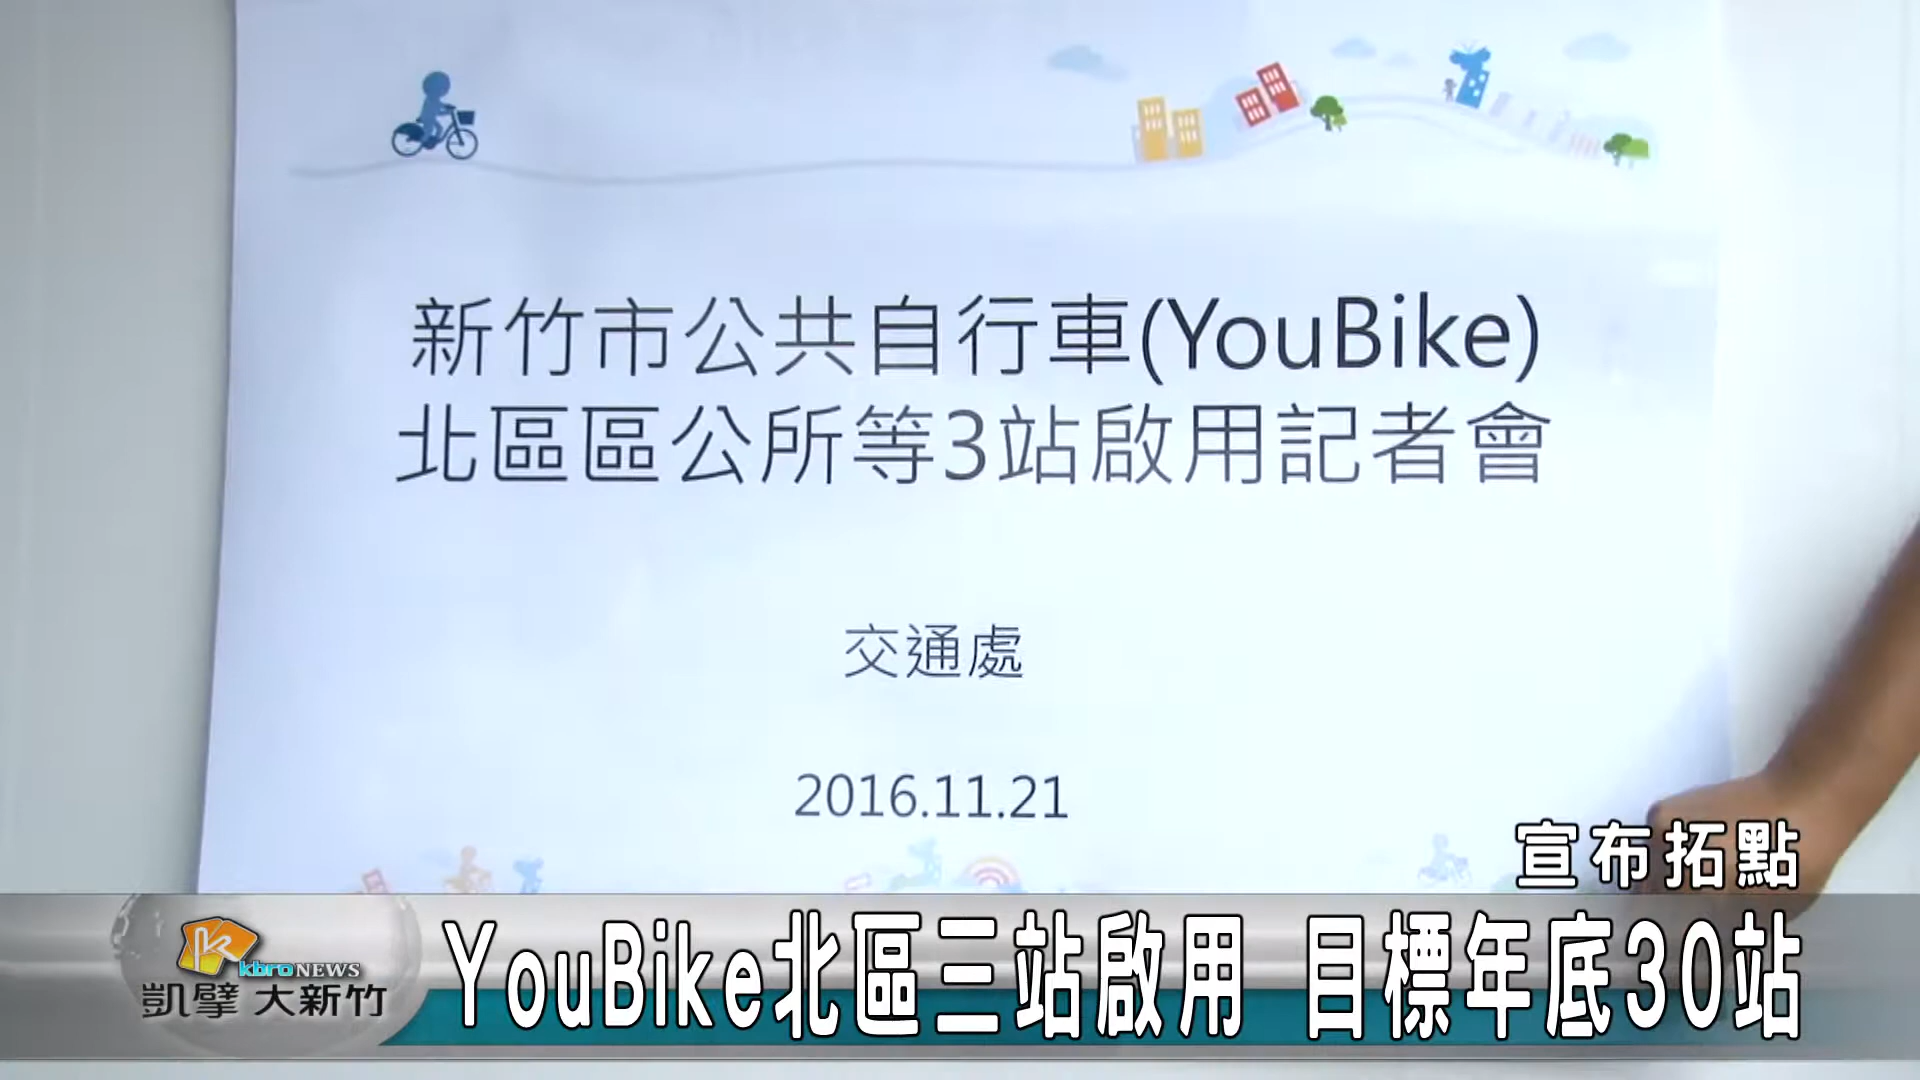 新竹市公共自行車(YouBike)
北區區公所等3站啟用記者會
交通處
2016.11.21
宣布拓點
kbro NEWS
凱擘 大新竹
YouBike北區三站啟用 目標年底30站